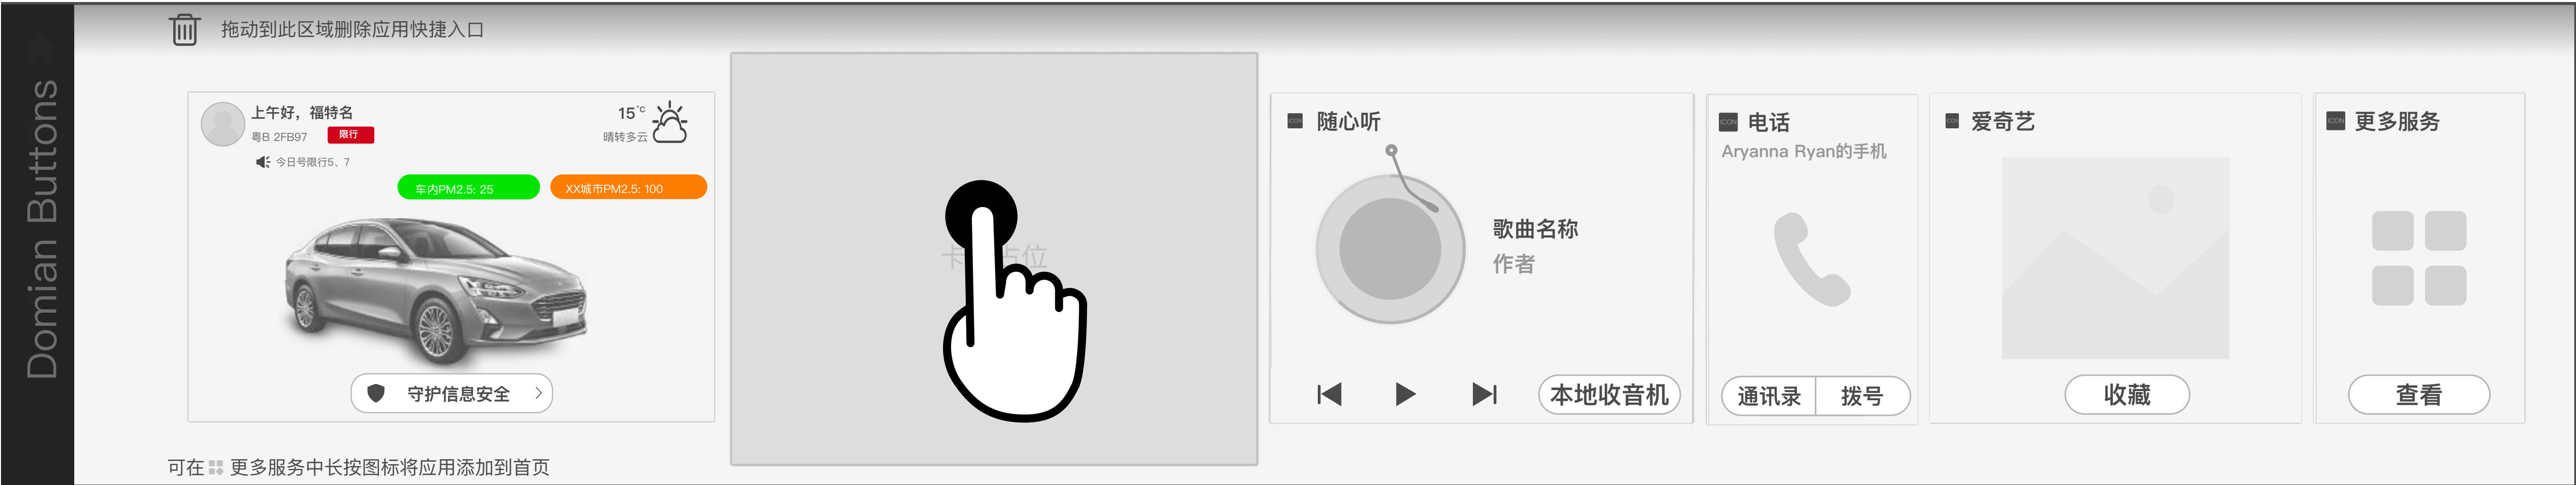 Domian Buttons
拖动到此区域删除应用快捷入口
上午好，福特名
粤B 2FB97
限行
今日号限行5、7
15°C
晴转多云
车内PM2.5: 25
XX城市PM2.5: 100
守护信息安全
位
ICON
随心听
歌曲名称
作者
本地收音机
ICON
电话
Aryanna Ryan的手机
通讯录
拨号
ICON
爱奇艺
收藏
ICON
更多服务
查看
可在更多服务中长按图标将应用添加到首页